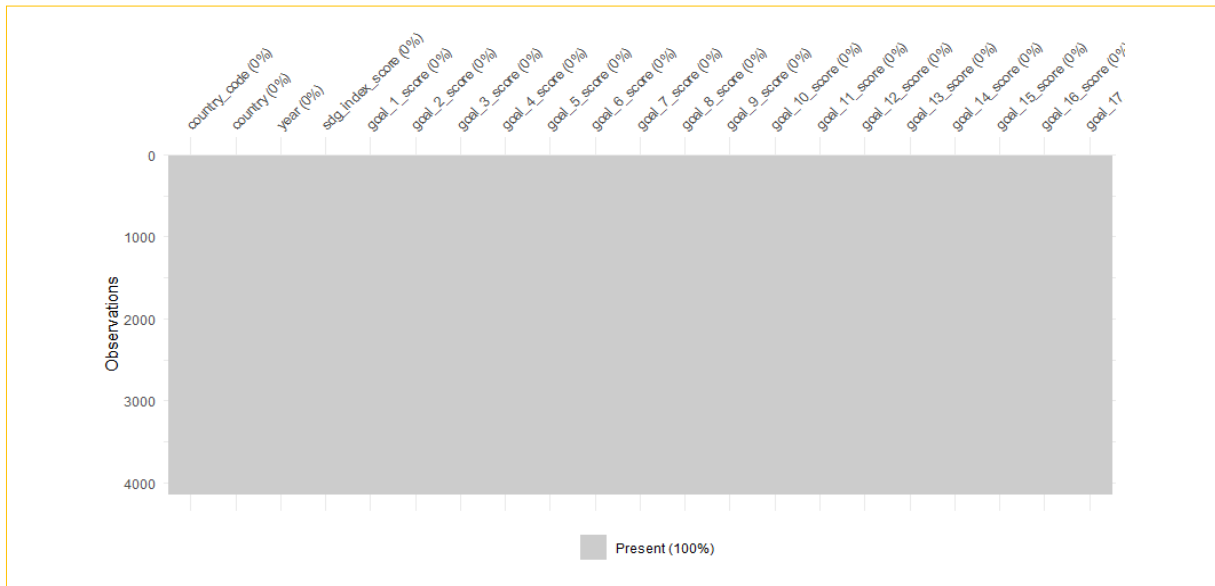 country_code (0%)
country (0%)
year (0%)
sdg_index_score (0%)
goal_1_score (0%)
goal_2_score (0%)
goal_3_score (0%)
goal_4_score (0%)
goal_5_score (0%)
goal_6_score (0%)
goal_7_score (0%)
goal_8_score (0%)
goal_9_score (0%)
goal_10_score (0%)
goal_11_score (0%)
goal_12_score (0%)
goal_13_score (0%)
goal_14_score (0%)
goal_15_score (0%)
goal_16_score (0%
goal_17
0
1000
2000
3000
4000
Observations
Present (100%)